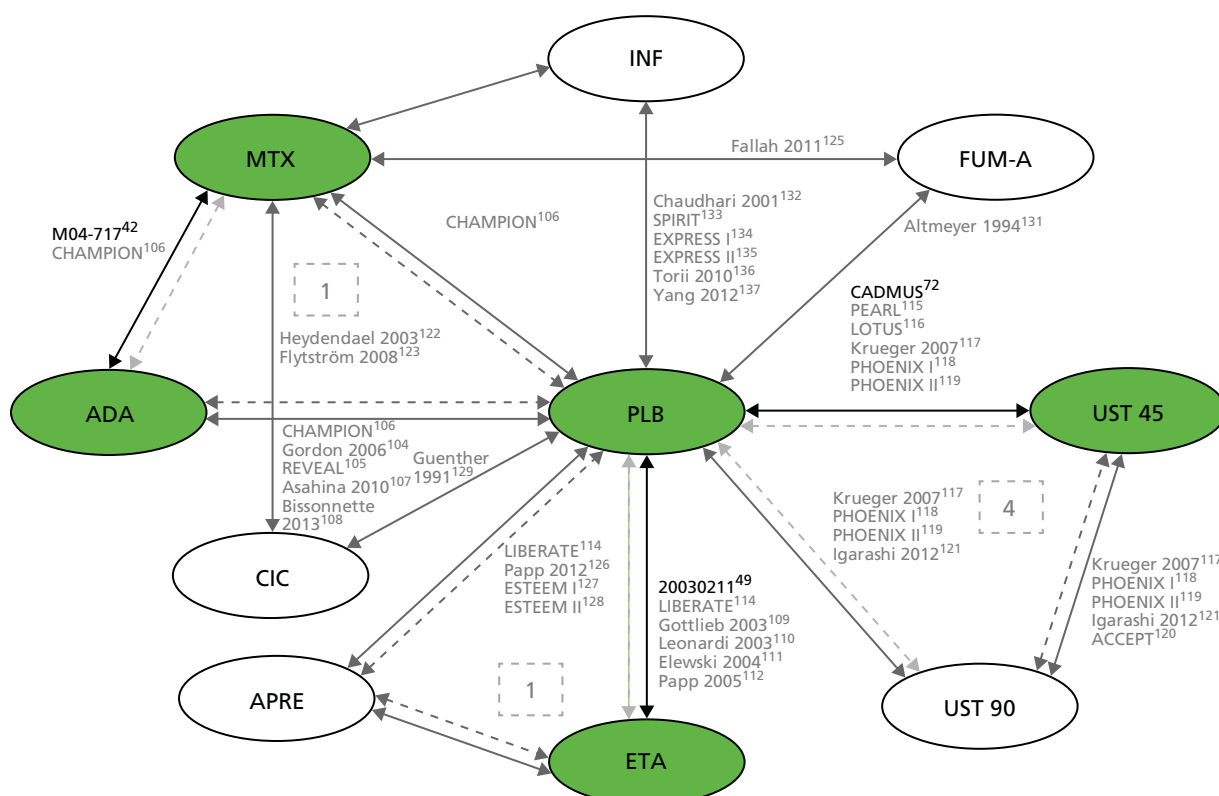 INF
MTX
Fallah 2011¹²⁵
FUM-A
M04-717⁴²
CHAMPION¹⁰⁶
CHAMPION¹⁰⁶
Chaudhari 2001¹³²
SPIRIT¹³³
EXPRESS I¹³⁴
EXPRESS II¹³⁵
Torii 2010¹³⁶
Yang 2012¹³⁷
Altmeyer 1994¹³¹
1
Heydendael 2003¹²²
Flytström 2008¹²³
CADMUS⁷²
PEARL¹¹⁵
LOTUS¹¹⁶
Krueger 2007¹¹⁷
PHOENIX I¹¹⁸
PHOENIX II¹¹⁹
ADA
PLB
UST 45
CHAMPION¹⁰⁶
Gordon 2006¹⁰⁴
REVEAL¹⁰⁵
Asahina 2010¹⁰⁷
Bissonnette
2013¹⁰⁸
Guenther
1991¹²⁹
Krueger 2007¹¹⁷
PHOENIX I¹¹⁸
PHOENIX II¹¹⁹
Igarashi 2012¹²¹
4
CIC
LIBERATE¹¹⁴
Papp 2012¹²⁶
ESTEEM I¹²⁷
ESTEEM II¹²⁸
20030211⁴⁹
LIBERATE¹¹⁴
Gottlieb 2003¹⁰⁹
Leonardi 2003¹¹⁰
Elewski 2004¹¹¹
Papp 2005¹¹²
Krueger 2007¹¹⁷
PHOENIX I¹¹⁸
PHOENIX II¹¹⁹
Igarashi 2012¹²¹
ACCEPT¹²⁰
APRE
1
UST 90
ETA